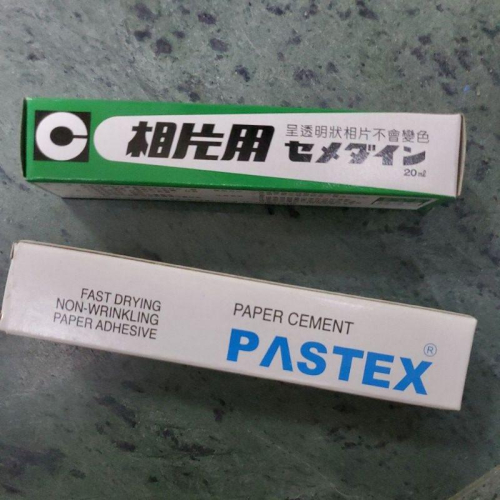 C
相片用
呈透明狀相片不會變色
セメダイン
20ml
FAST DRYING
NON-WRINKLING
PAPER ADHESIVE
PAPER CEMENT
PASTEX®